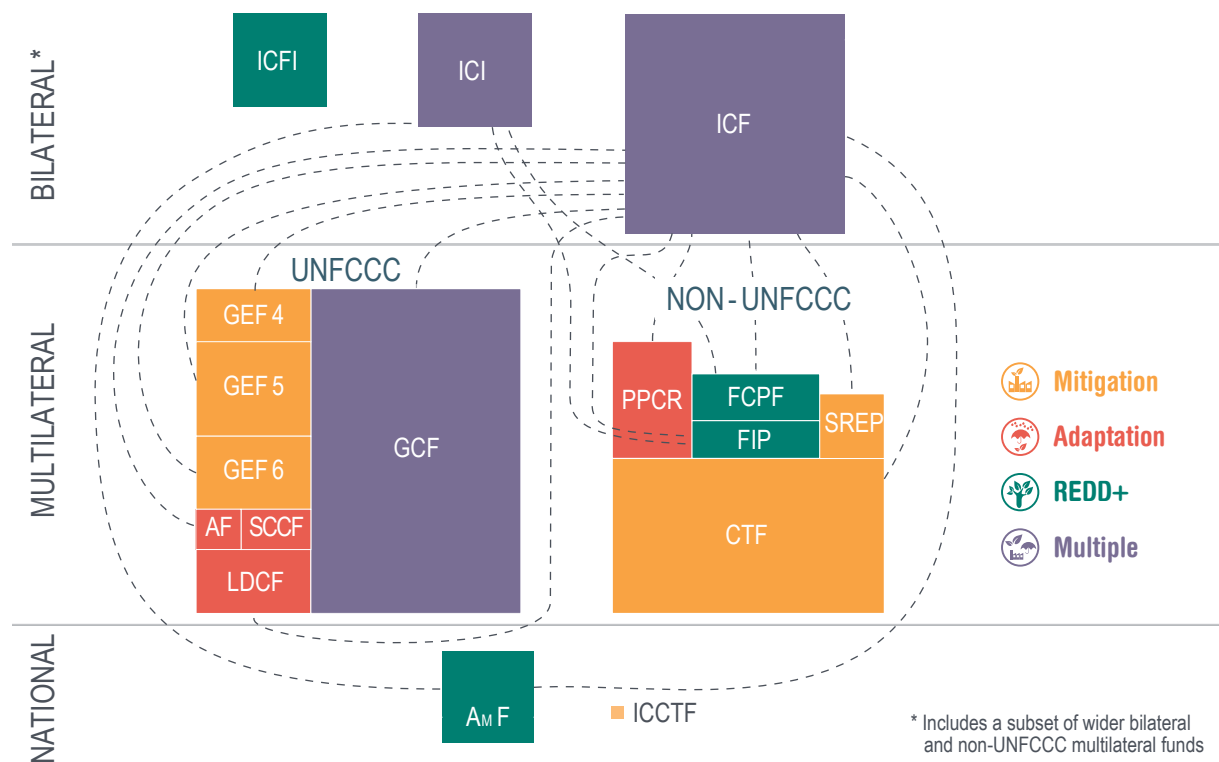 BILATERAL*
ICFI
ICI
ICF
MULTILATERAL
UNFCCC
GEF 4
GEF 5
GEF 6
AF
SCCF
LDCF
GCF
NON-UNFCCC
PPCR
FCPF
FIP
SREP
CTF
Mitigation
Adaptation
REDD+
Multiple
NATIONAL
AM F
ICCTF
* Includes a subset of wider bilateral
and non-UNFCCC multilateral funds